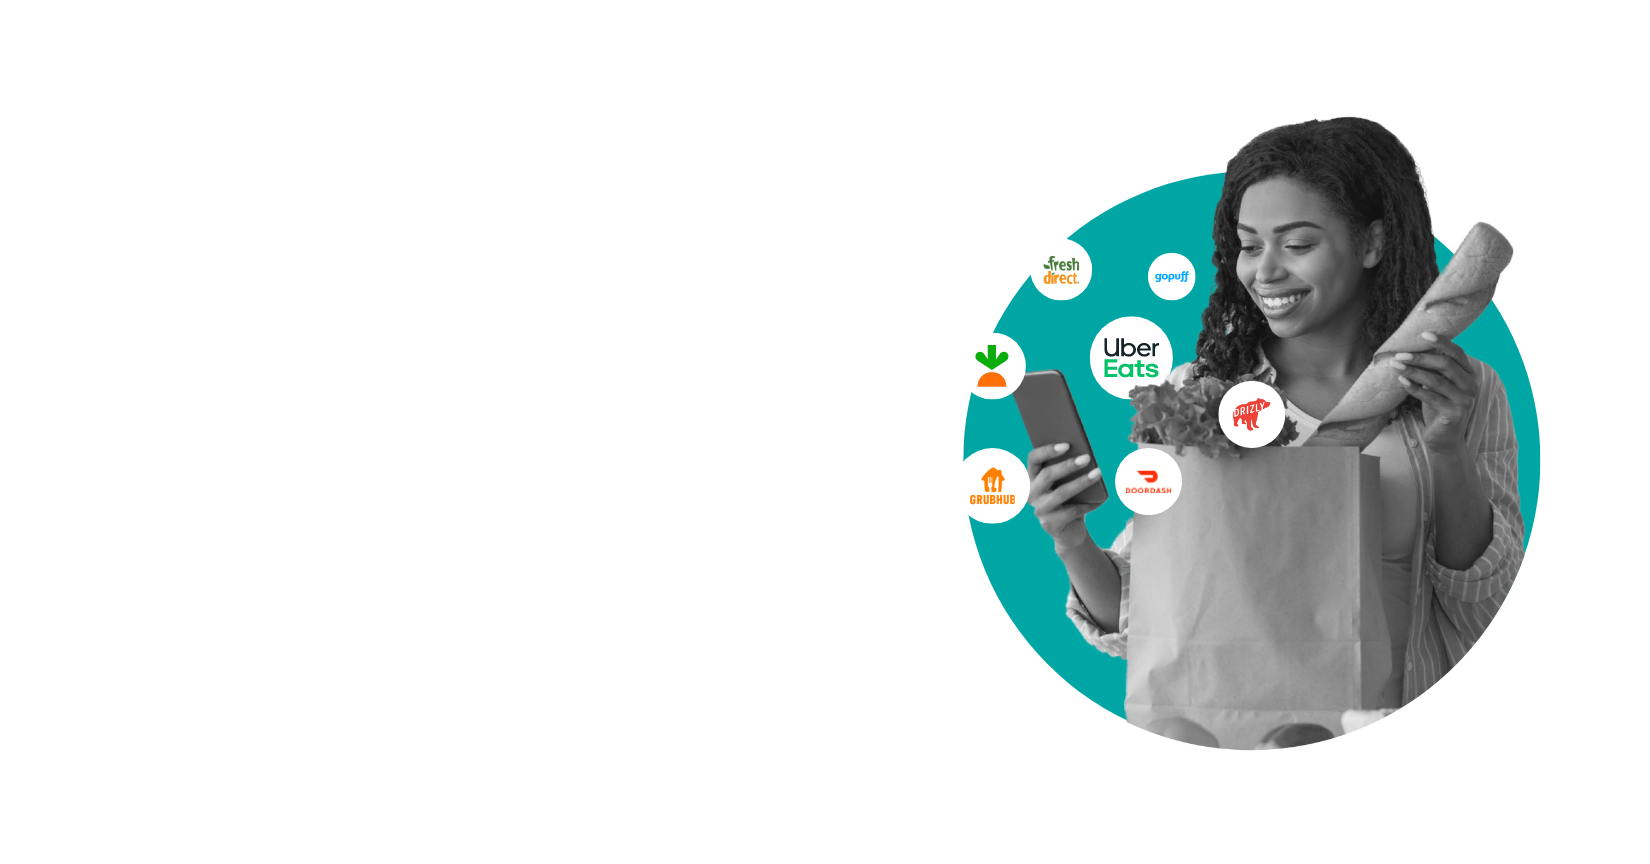 fresh
direct.
gopuff
Uber
Eats
DRIZLY
GRUBHUB
DOORDASH